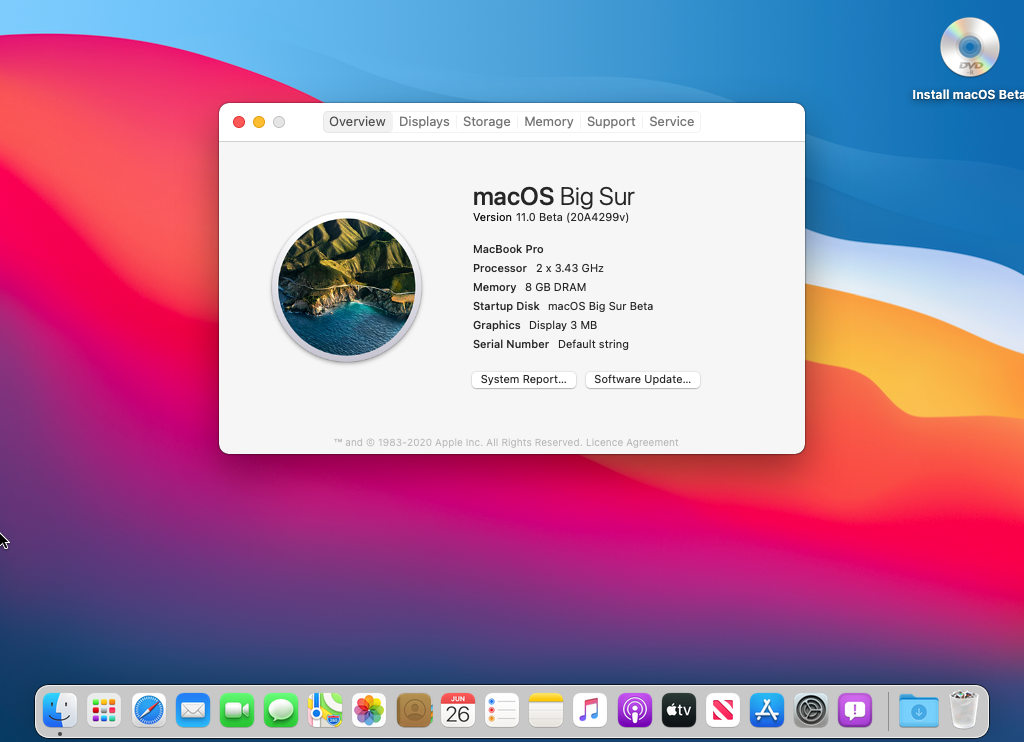 DVD
Install macOS Beta
Overview Displays Storage Memory Support Service
macOS Big Sur
Version 11.0 Beta (20A4299v)
MacBook Pro
Processor 2 x 3.43 GHz
Memory 8 GB DRAM
Startup Disk macOS Big Sur Beta
Graphics Display 3 MB
Serial Number Default string
System Report... Software Update...
™ and © 1983-2020 Apple Inc. All Rights Reserved. Licence Agreement
JUN
26
tv